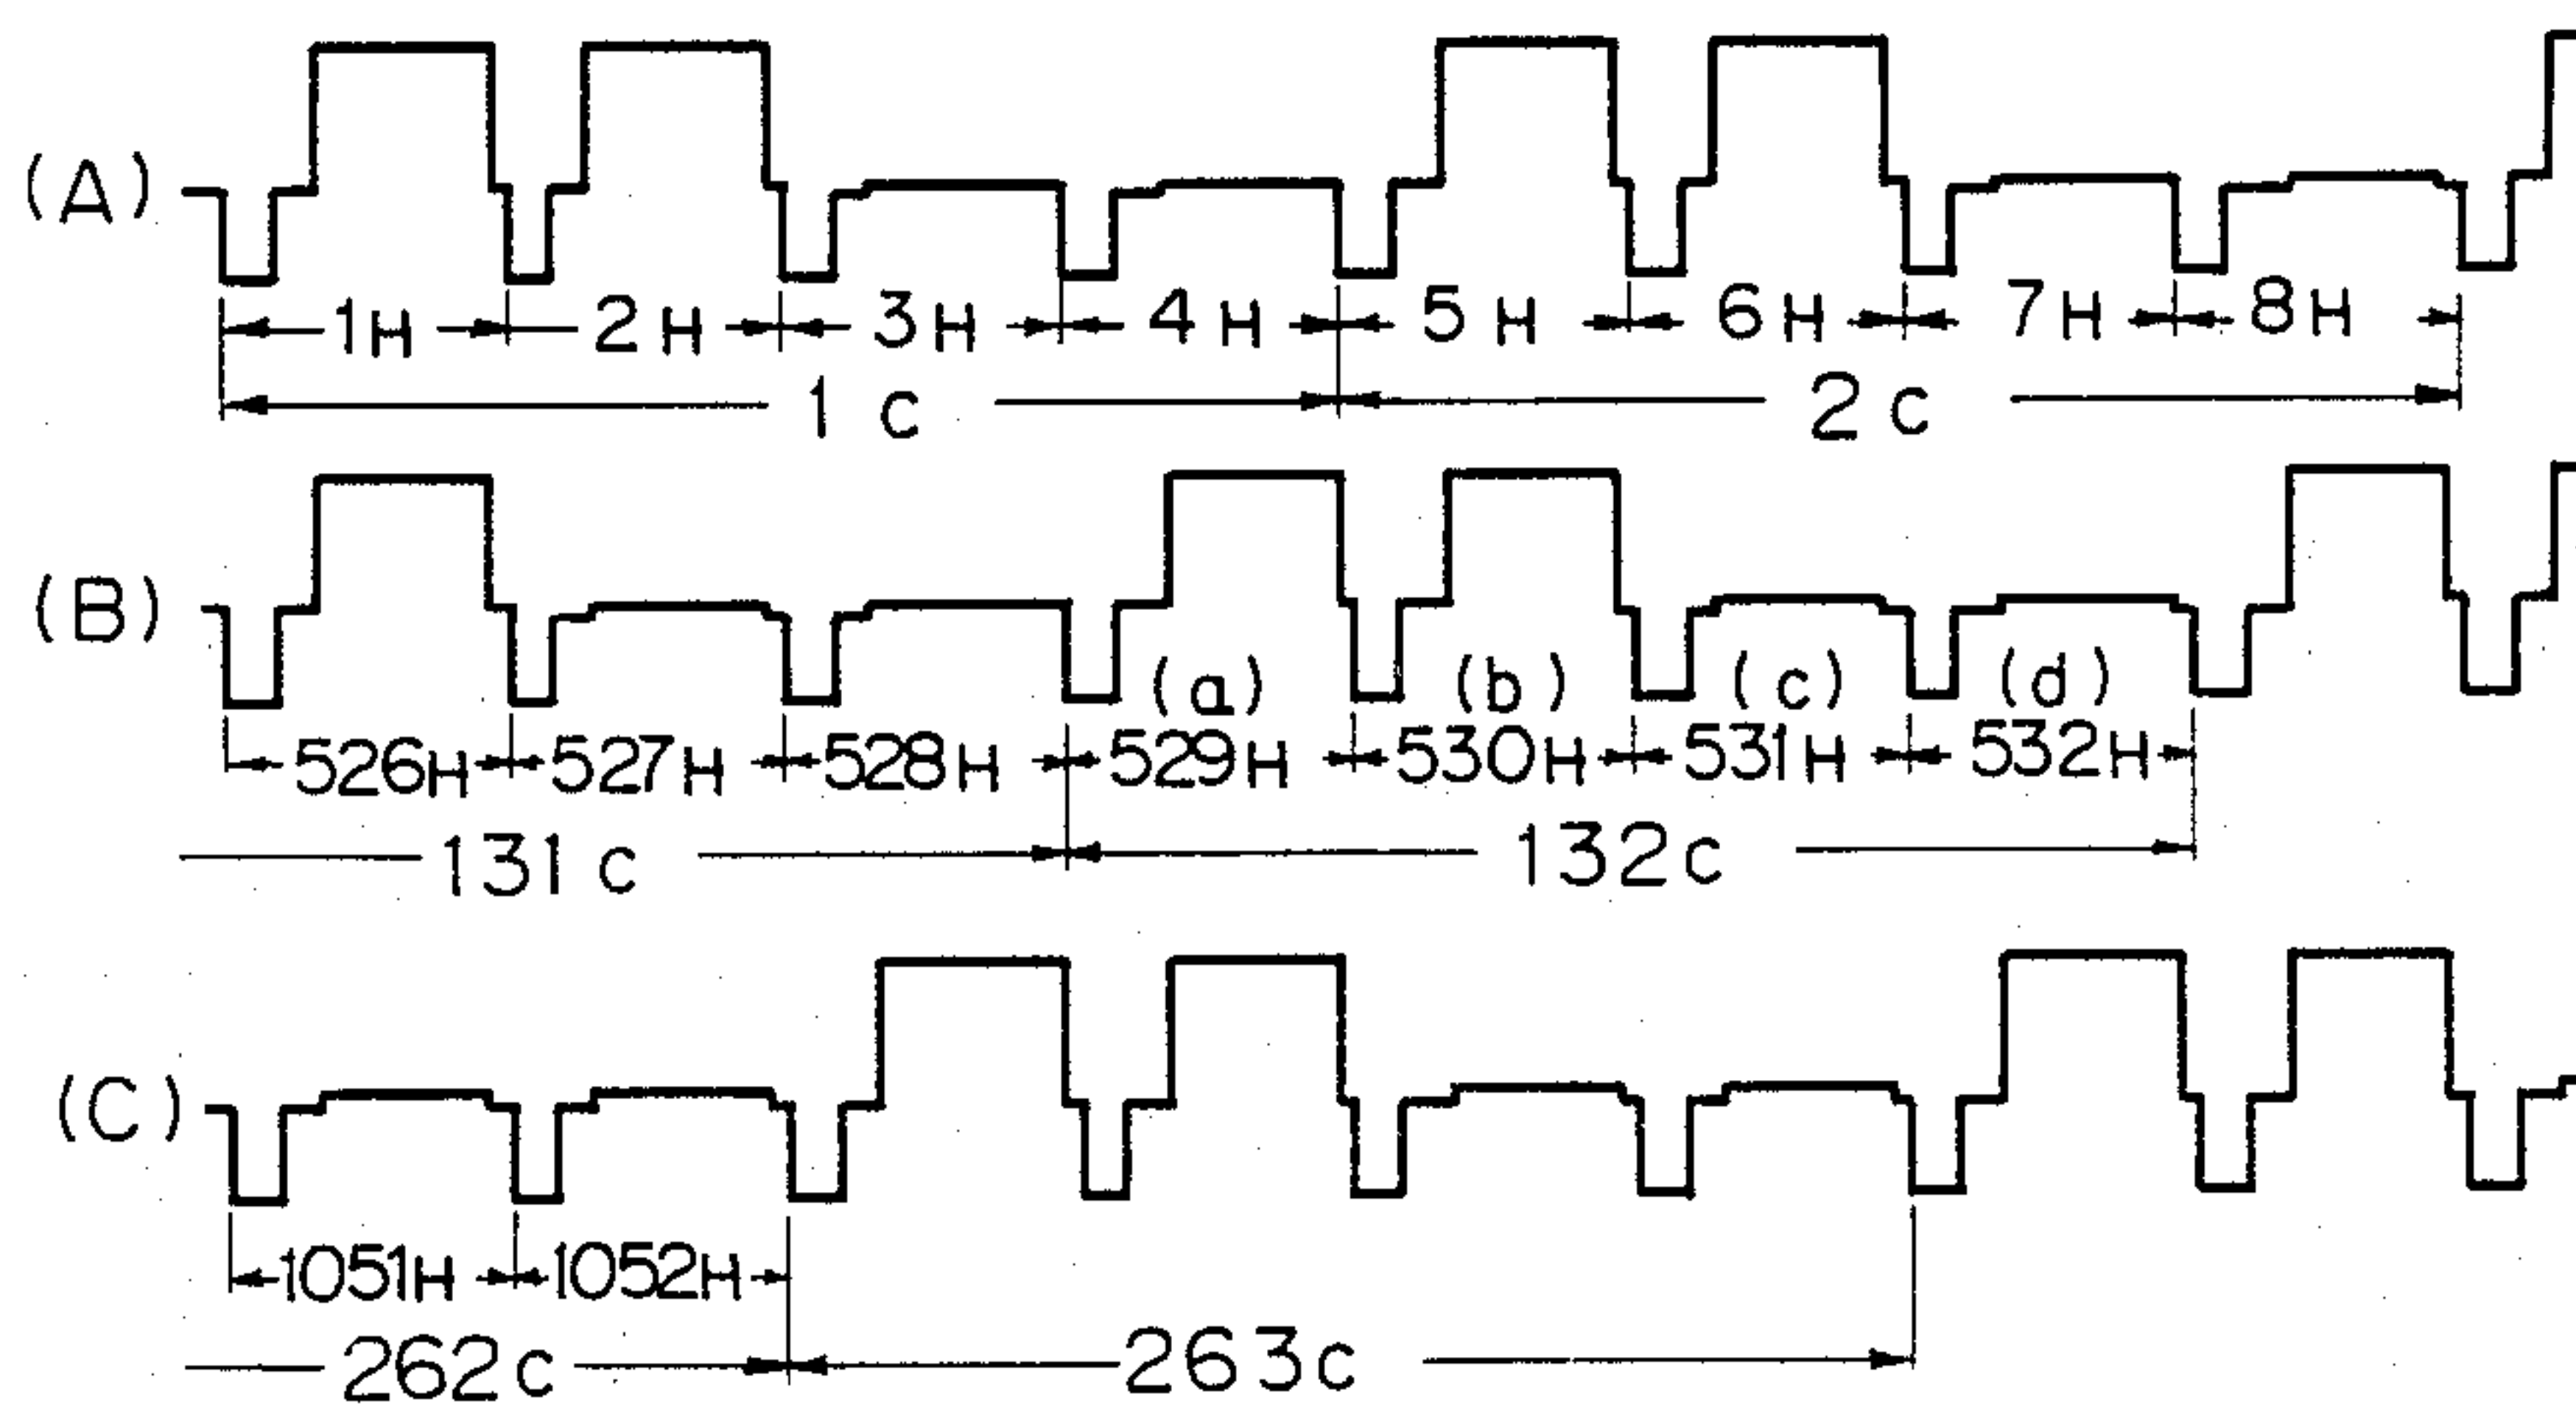 (A)
1H 2H 3H 4H 5H 6H 7H 8H
1c 2c
(B)
(a) (b) (c) (d)
526H 527H 528H 529H 530H 531H 532H
131c 132c
(C)
1051H 1052H
262c 263c